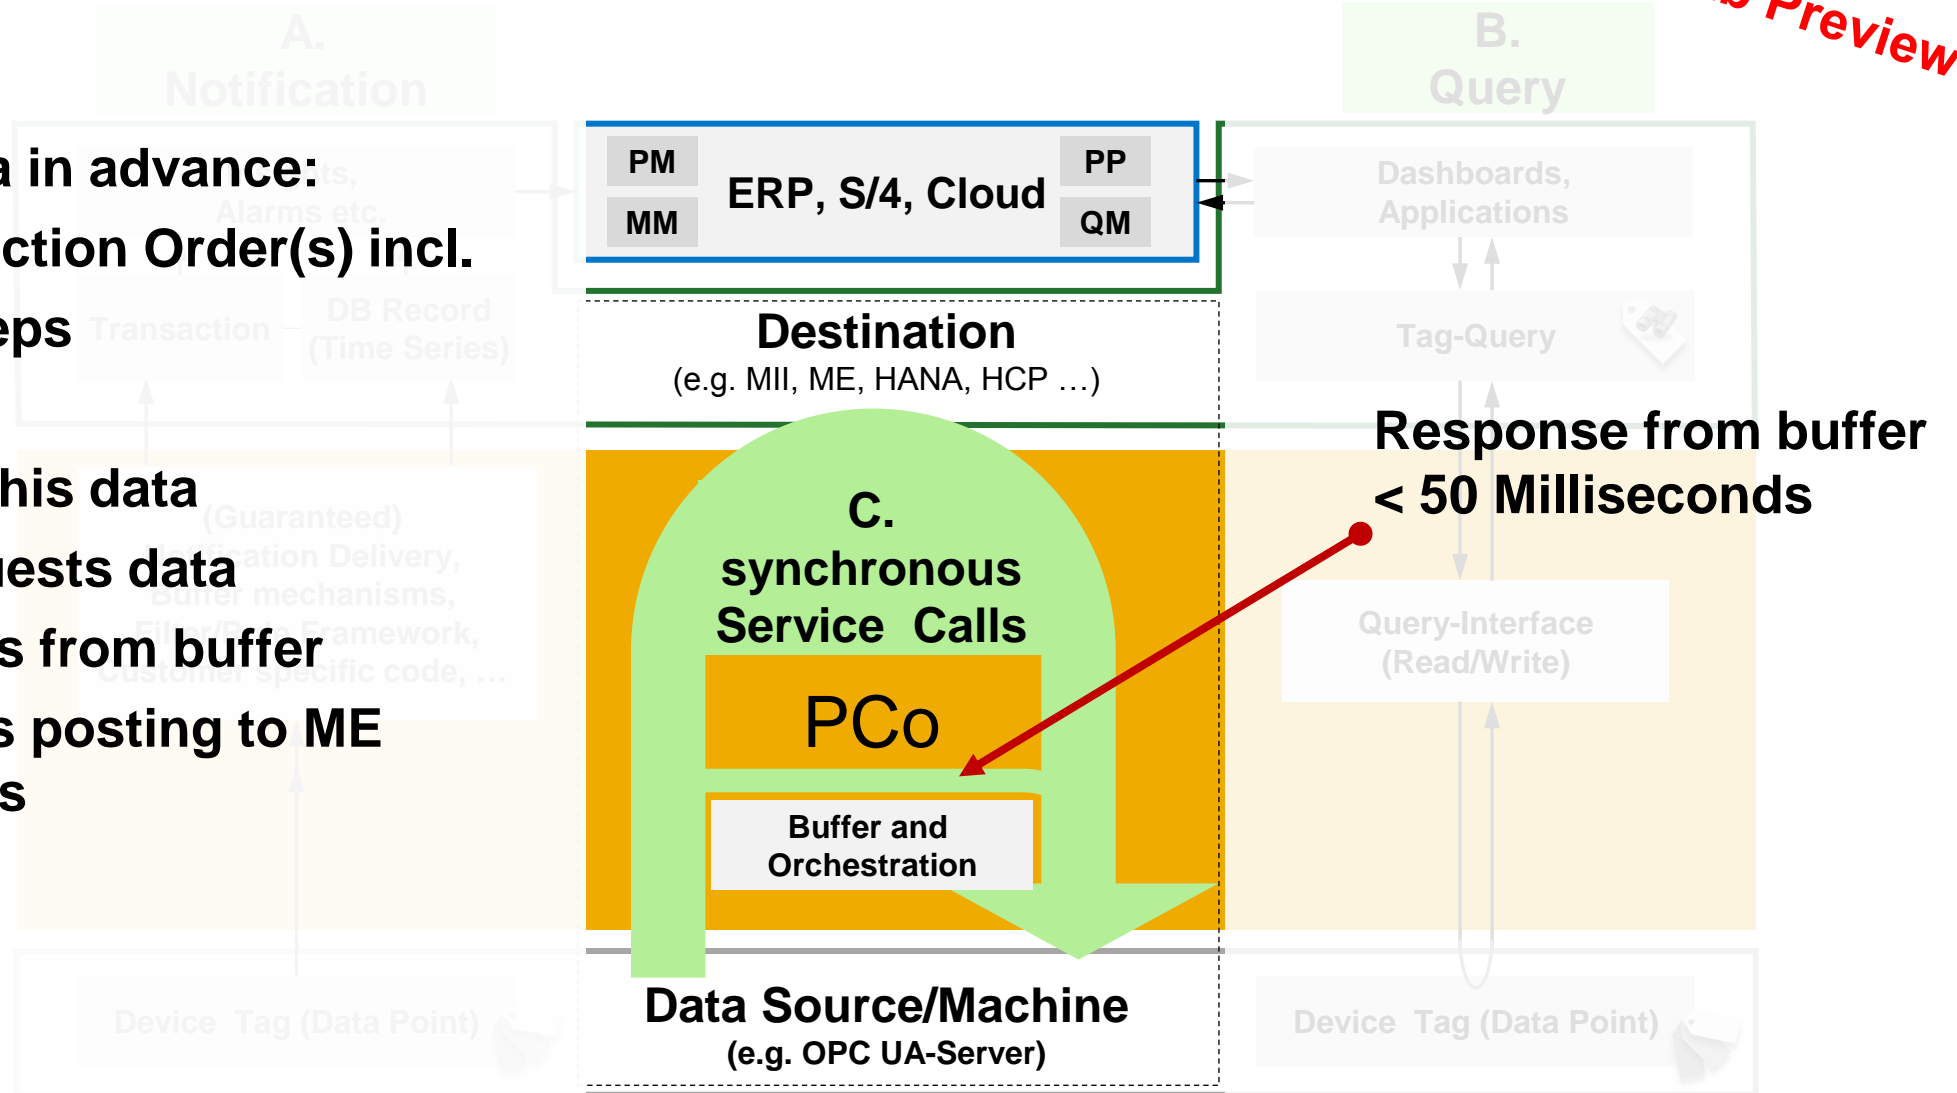 Preview
A.
Notification
B.
Query
a in advance:
ction Order(s) incl.
eps
this data
uests data
s from buffer
s posting to ME
s
Alarms etc.
Transaction
DB Record
(Time Series)
(Guaranteed)
Notification Delivery,
Buffer mechanisms,
Framework,
Customer specific code, …
Device Tag (Data Point)
PM
MM
ERP, S/4, Cloud
PP
QM
Destination
(e.g. MII, ME, HANA, HCP …)
C.
synchronous
Service Calls
PCo
Buffer and
Orchestration
Data Source/Machine
(e.g. OPC UA-Server)
Dashboards,
Applications
Tag-Query
Response from buffer
< 50 Milliseconds
Query-Interface
(Read/Write)
Device Tag (Data Point)